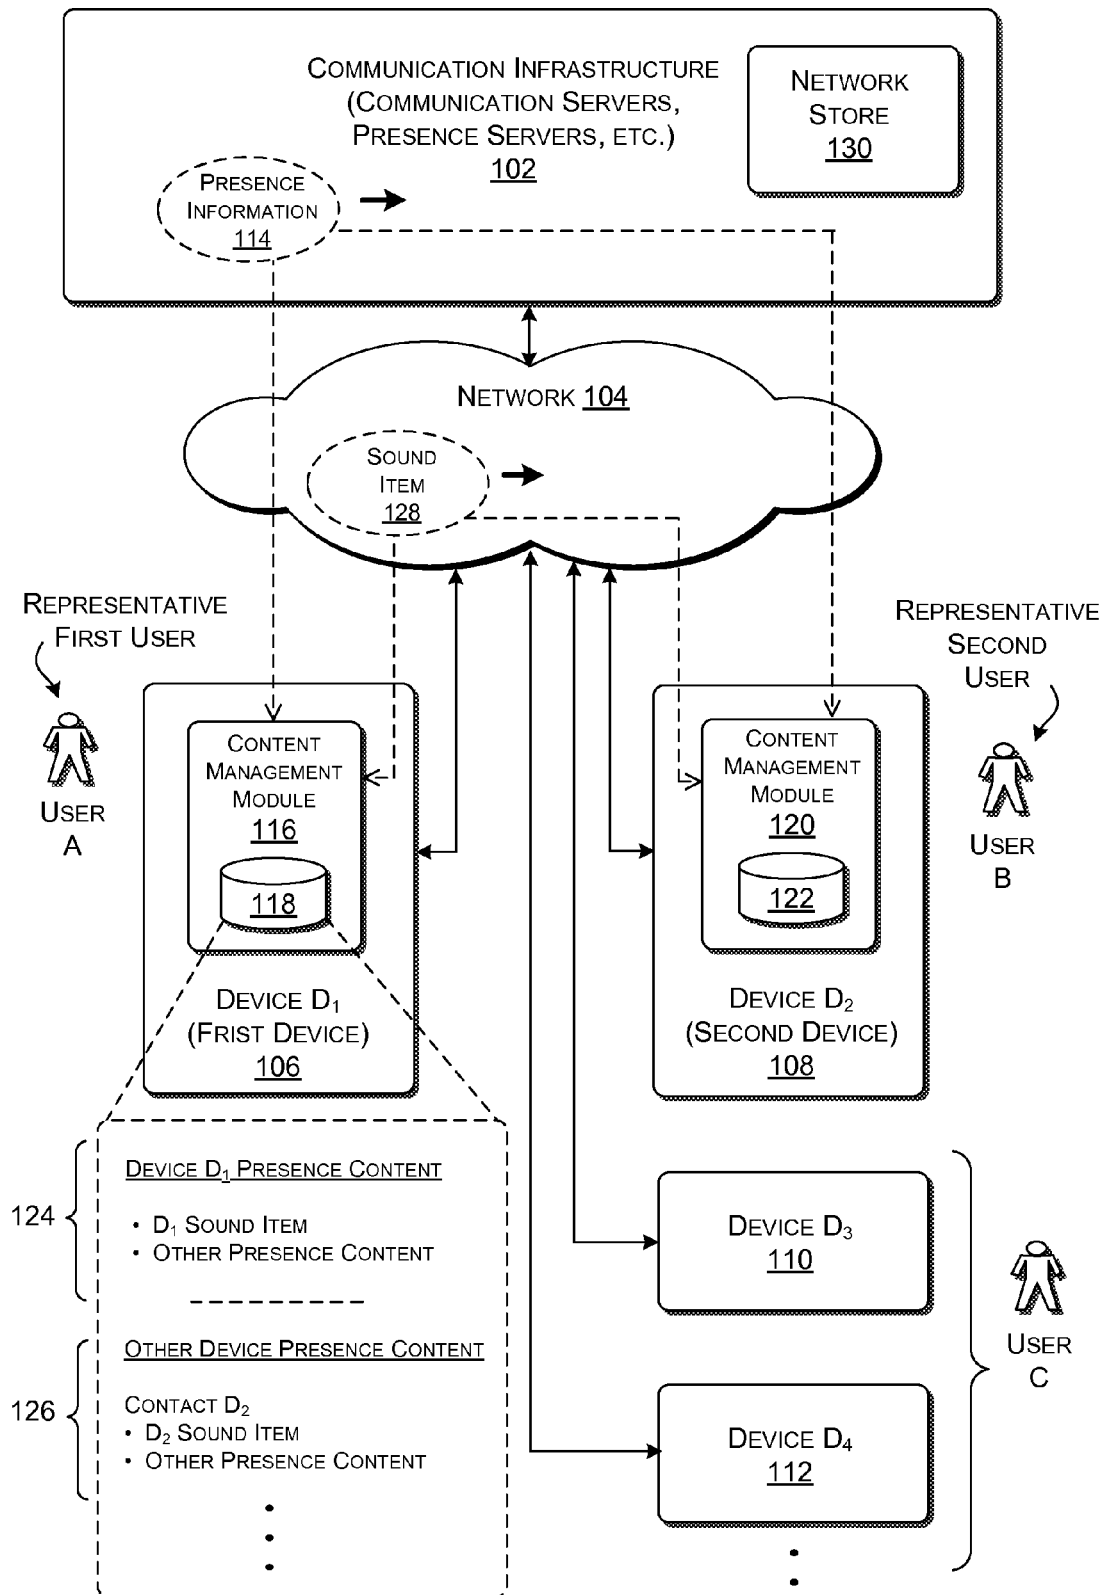 COMMUNICATION INFRASTRUCTURE
(COMMUNICATION SERVERS,
PRESENCE SERVERS, ETC.)
102
NETWORK
STORE
130
PRESENCE
INFORMATION
114
NETWORK 104
SOUND
ITEM
128
REPRESENTATIVE
FIRST USER
USER
A
REPRESENTATIVE
SECOND
USER
USER
B
CONTENT
MANAGEMENT
MODULE
116
118
DEVICE D1
(FRIST DEVICE)
106
CONTENT
MANAGEMENT
MODULE
120
122
DEVICE D2
(SECOND DEVICE)
108
124
DEVICE D1 PRESENCE CONTENT
• D1 SOUND ITEM
• OTHER PRESENCE CONTENT
126
OTHER DEVICE PRESENCE CONTENT
CONTACT D2
• D2 SOUND ITEM
• OTHER PRESENCE CONTENT
DEVICE D3
110
DEVICE D4
112
USER
C